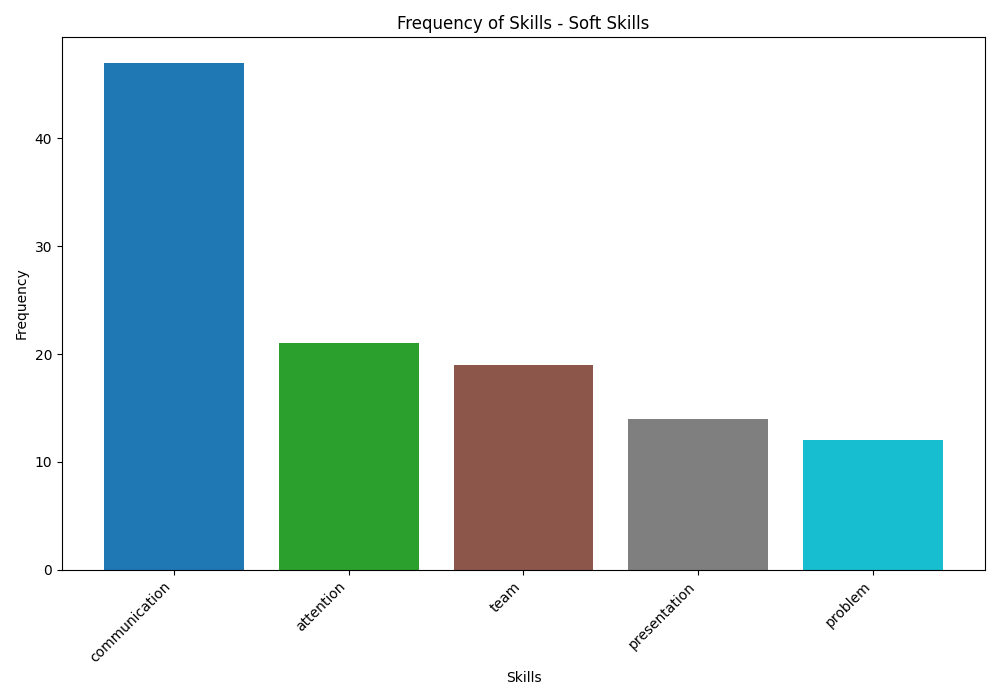 Frequency of Skills - Soft Skills
Frequency
40
30
20
10
0
communication
attention
team
presentation
problem
Skills